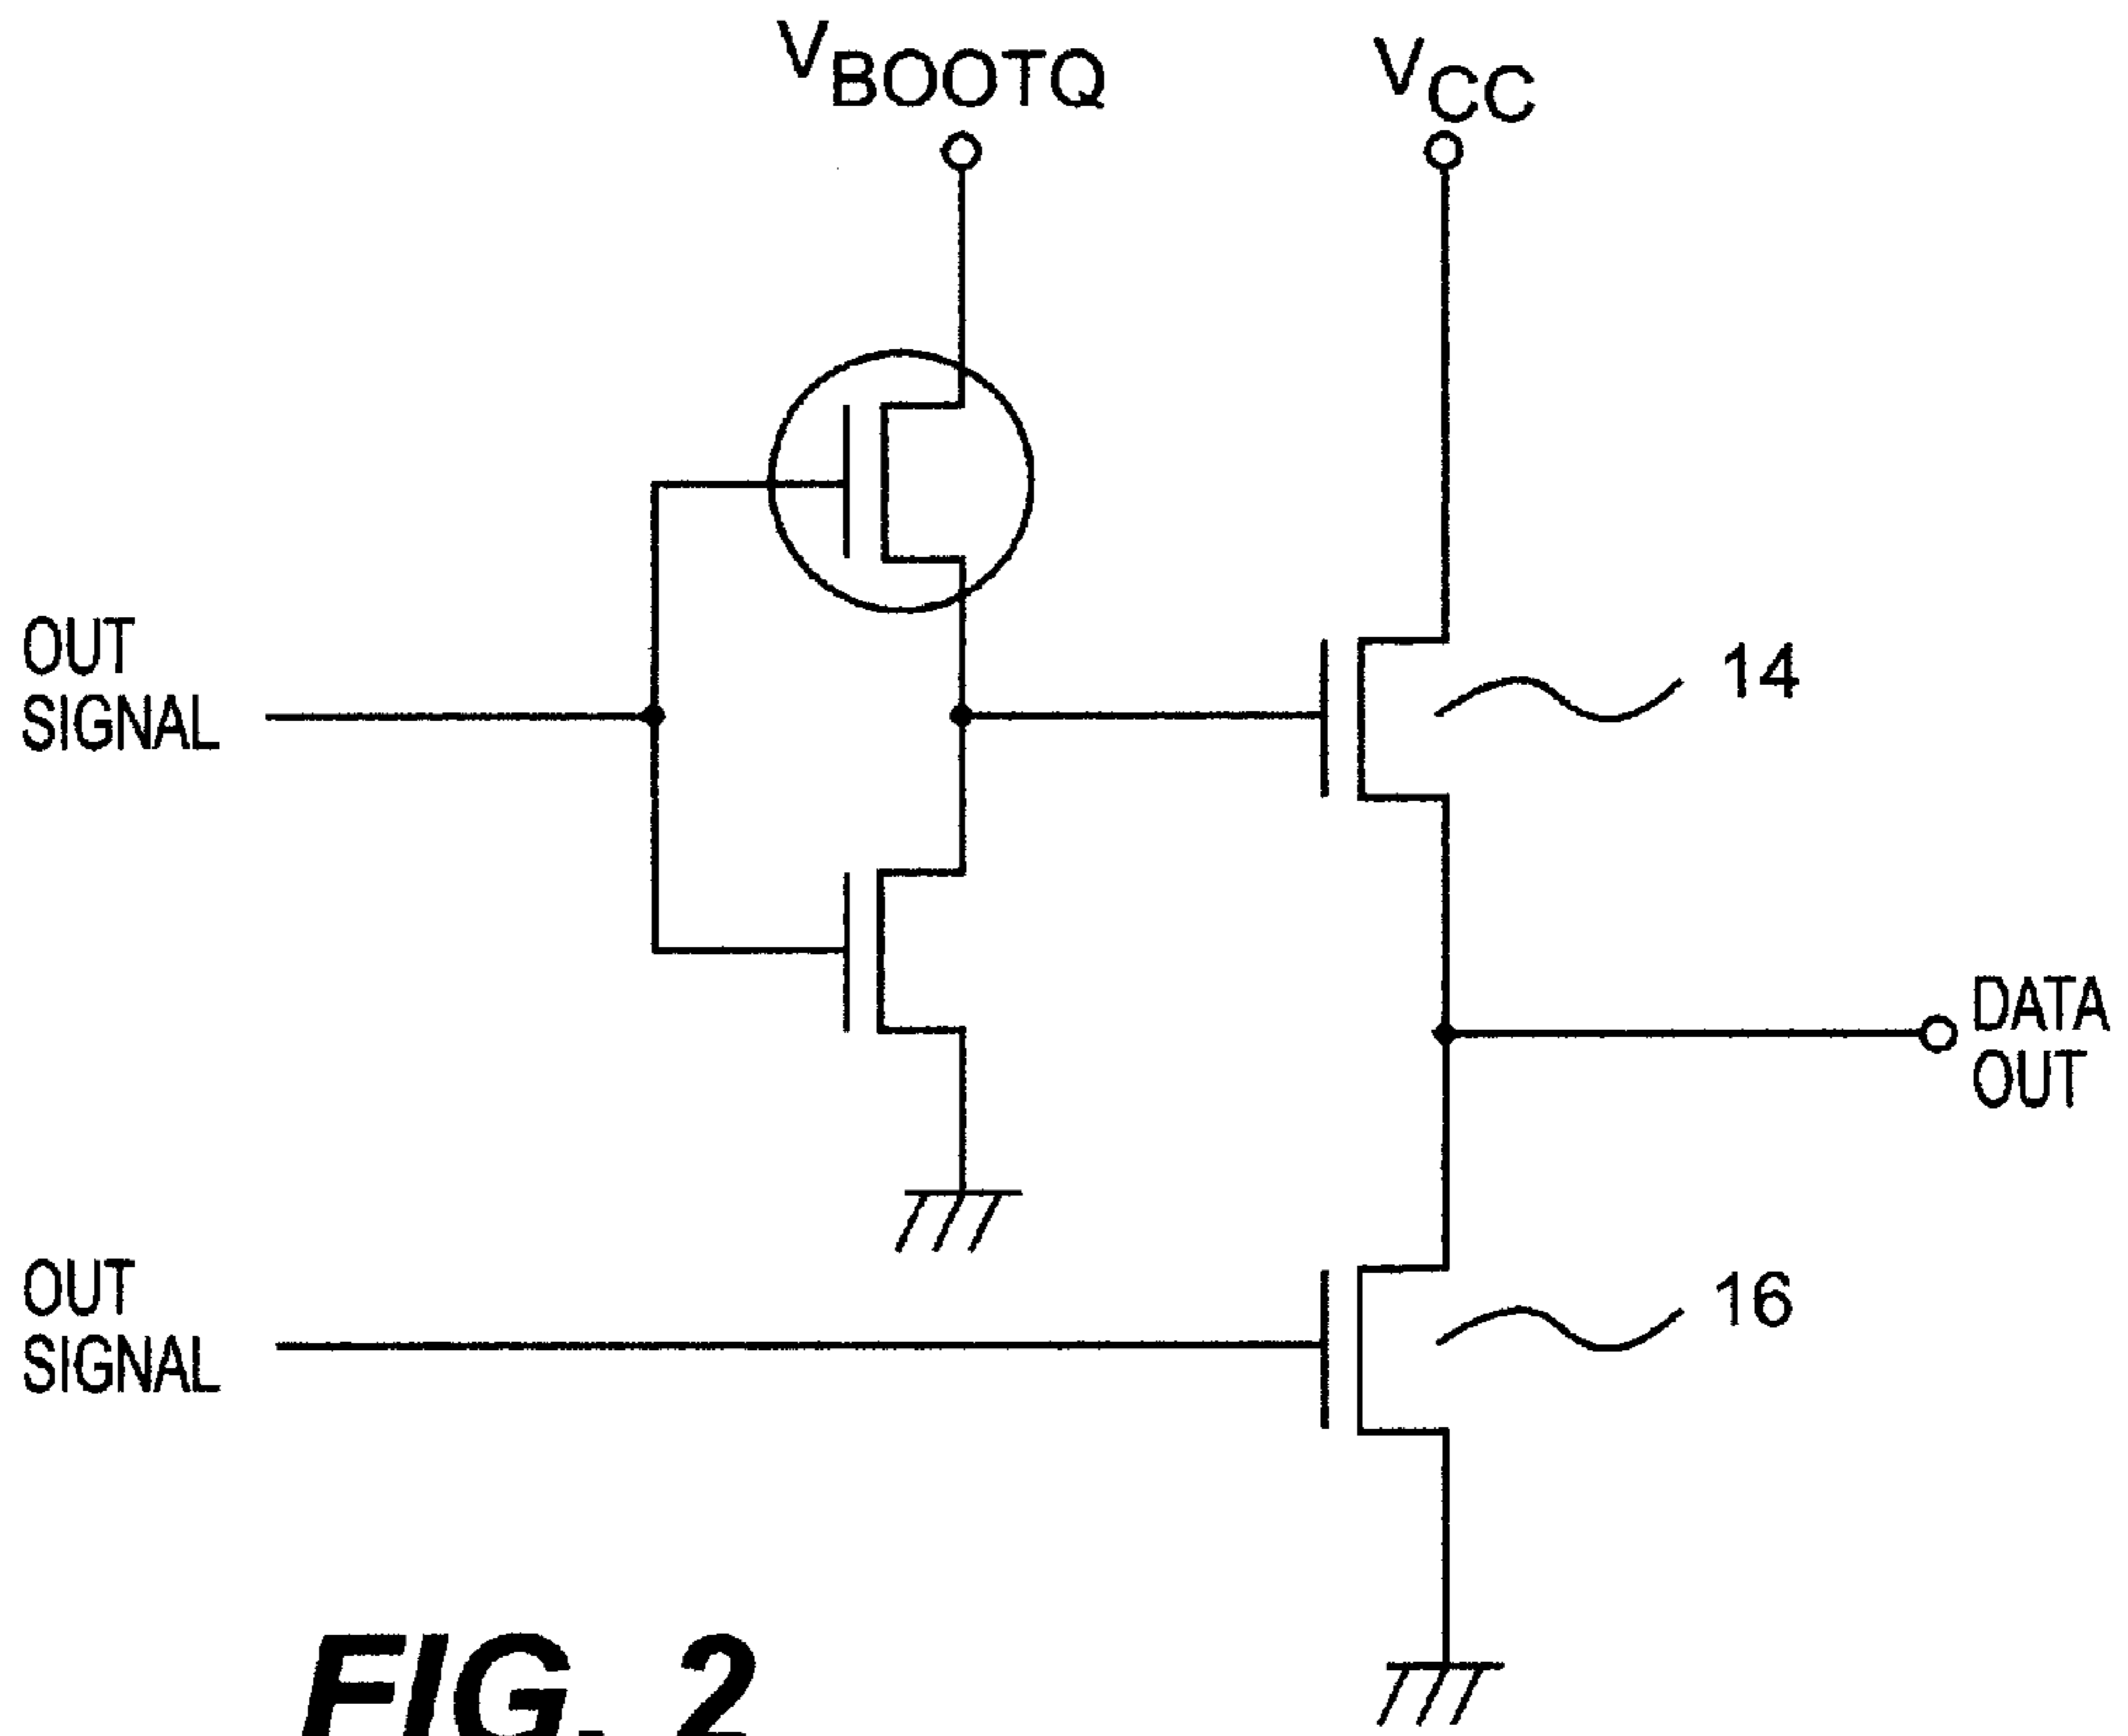 VBOOTQ
VCC
OUT
SIGNAL
14
DATA
OUT
OUT
SIGNAL
16
FIG. 2